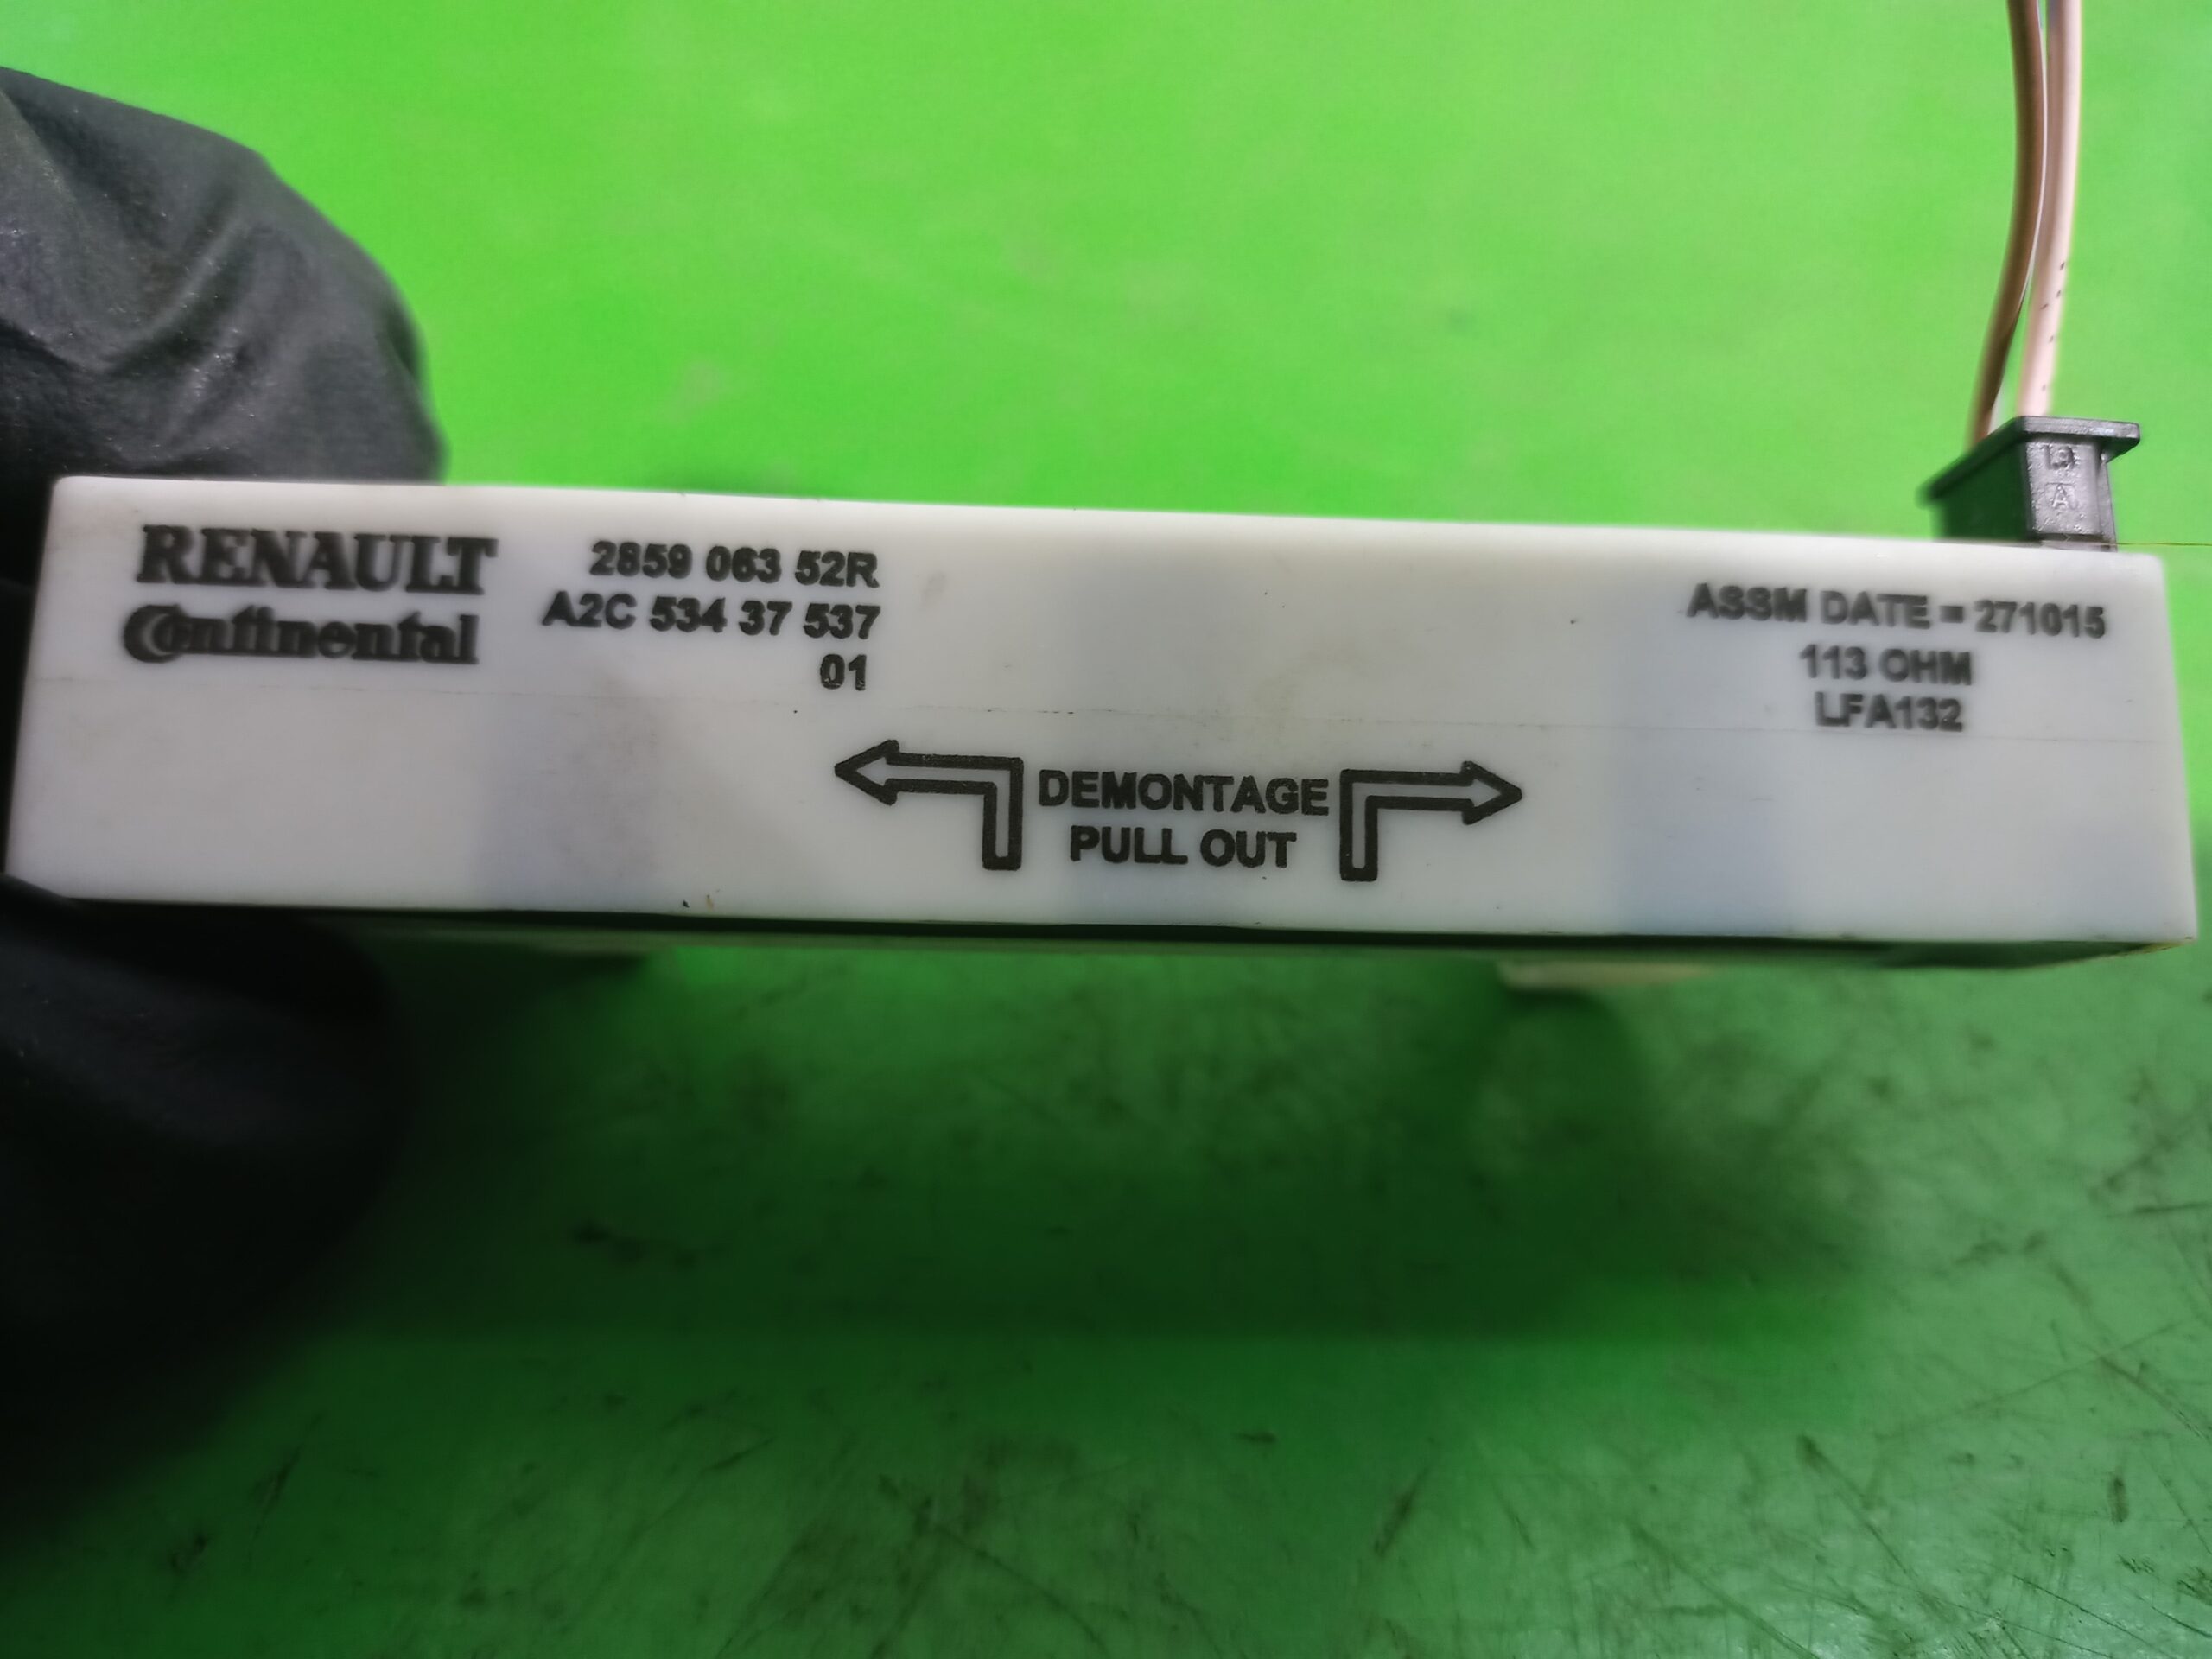 RENAULT
Continental
2859 063 52R
A2C 534 37 537
01
ASSM DATE = 271015
113 OHM
LFA132
DEMONTAGE
PULL OUT